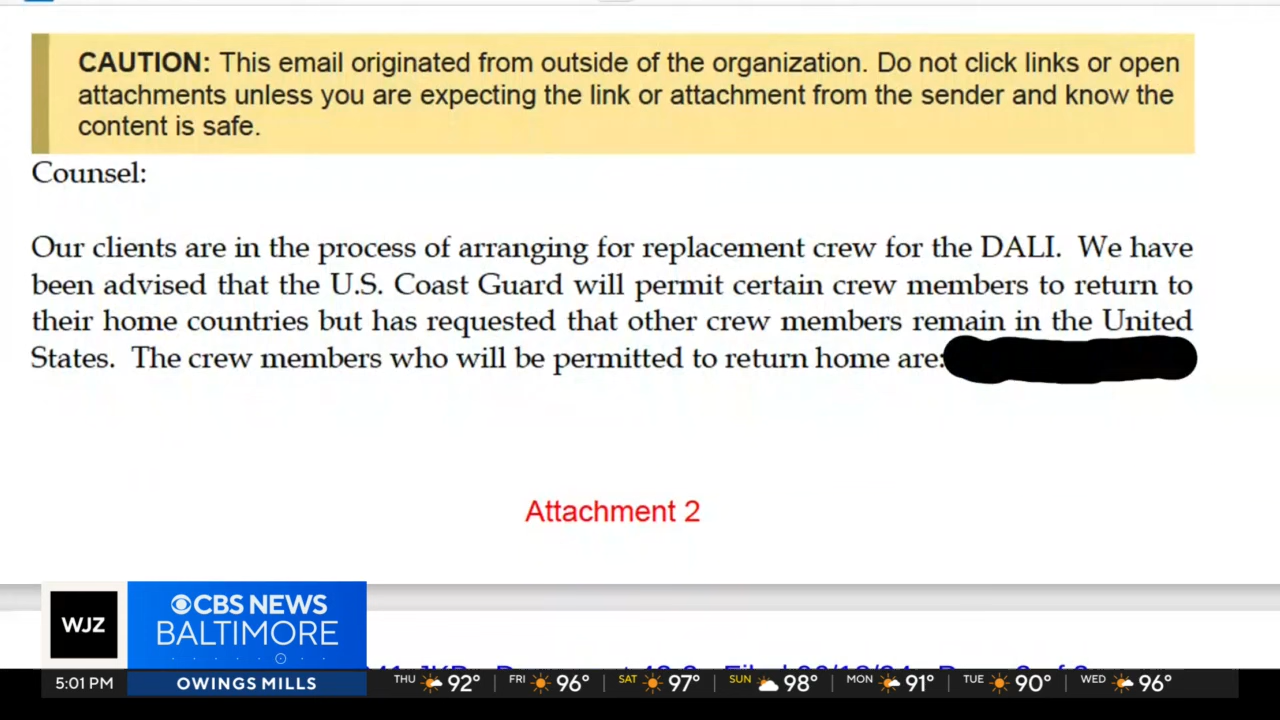 CAUTION: This email originated from outside of the organization. Do not click links or open
attachments unless you are expecting the link or attachment from the sender and know the
content is safe.
Counsel:
Our clients are in the process of arranging for replacement crew for the DALI. We have
been advised that the U.S. Coast Guard will permit certain crew members to return to
their home countries but has requested that other crew members remain in the United
States. The crew members who will be permitted to return home are:
Attachment 2
WJZ
CBS NEWS
BALTIMORE
5:01 PM OWINGS MILLS THU 92° FRI 96° SAT 97° SUN 98° MON 91° TUE 90° WED 96°